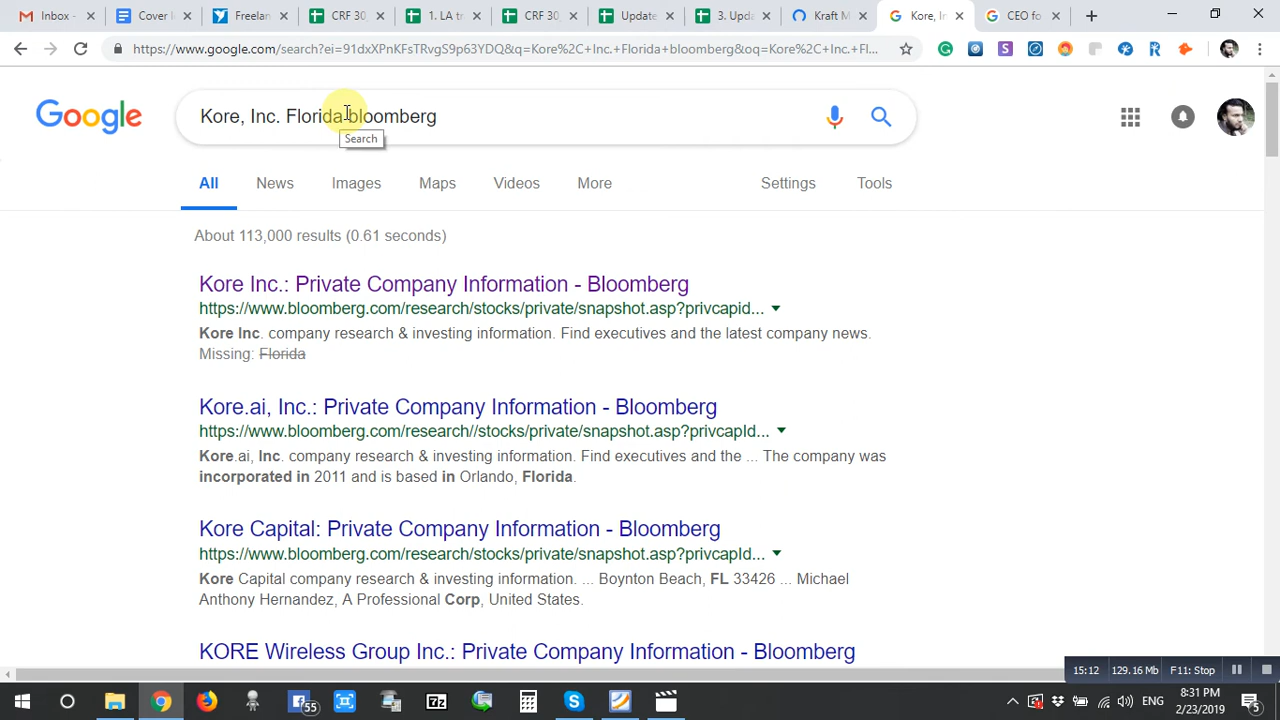 Inbox - Cover l Freelan CRF 30, 1. LA tr CRF 30, Update 3. Upda Kraft M Kore, In CEO fo
https://www.google.com/search?ei=91dxXPnKFsTRvgS9p63YDQ&q=Kore%2C+Inc.+Florida+bloomberg&oq=Kore%2C+Inc.+Fl...
Google
Kore, Inc. Florida bloomberg
Search
All News Images Maps Videos More Settings Tools
About 113,000 results (0.61 seconds)
Kore Inc.: Private Company Information - Bloomberg
https://www.bloomberg.com/research/stocks/private/snapshot.asp?privcapid...
Kore Inc. company research & investing information. Find executives and the latest company news.
Missing: Florida
Kore.ai, Inc.: Private Company Information - Bloomberg
https://www.bloomberg.com/research//stocks/private/snapshot.asp?privcapId...
Kore.ai, Inc. company research & investing information. Find executives and the ... The company was
incorporated in 2011 and is based in Orlando, Florida.
Kore Capital: Private Company Information - Bloomberg
https://www.bloomberg.com/research/stocks/private/snapshot.asp?privcapId...
Kore Capital company research & investing information. ... Boynton Beach, FL 33426 ... Michael
Anthony Hernandez, A Professional Corp, United States.
KORE Wireless Group Inc.: Private Company Information - Bloomberg
15:12 129.16 Mb F11: Stop
55
7z
ENG
8:31 PM
2/23/2019
5